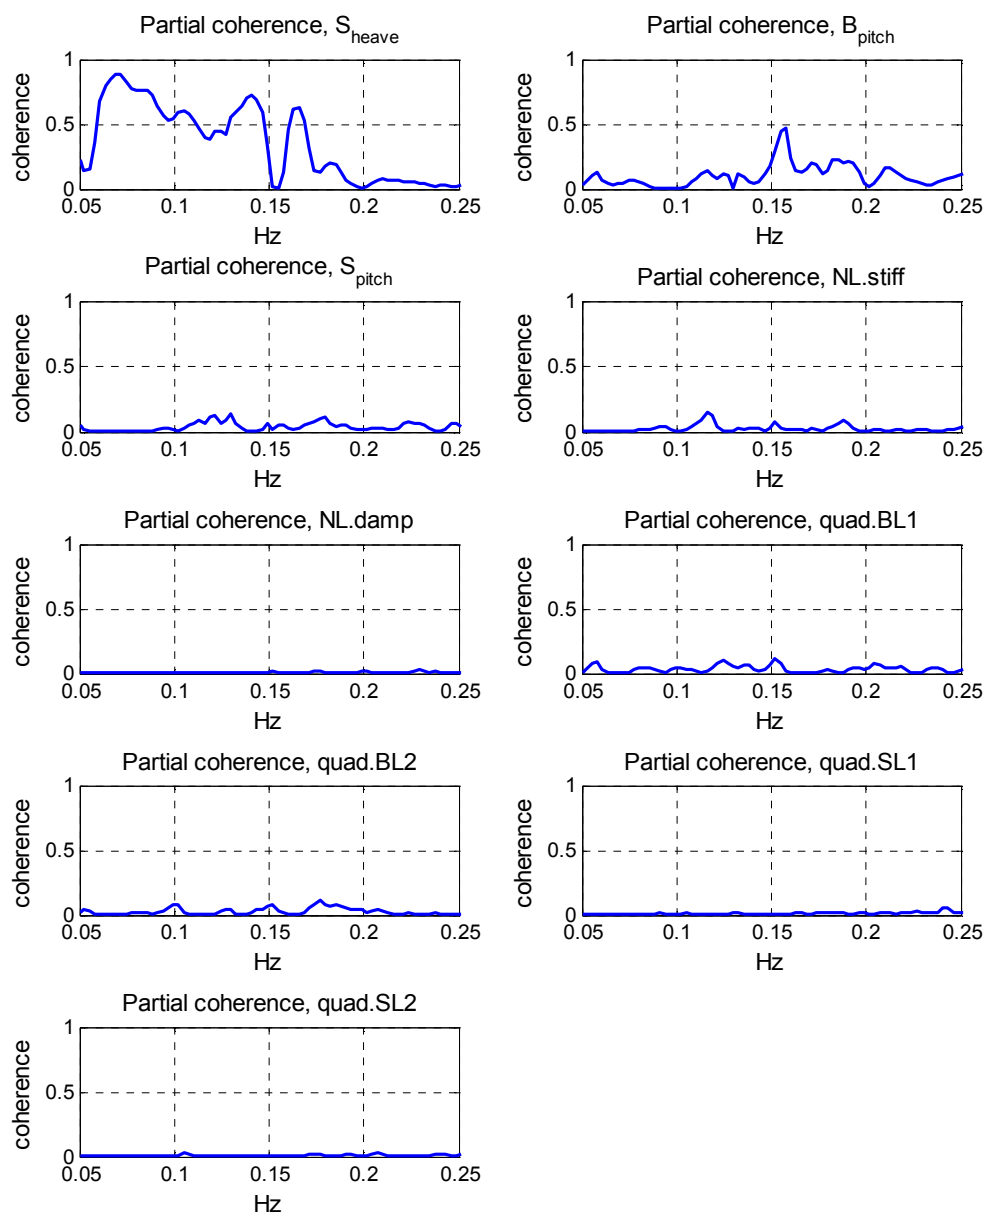 Partial coherence, S_heave
1
0.5
0
coherence
0.05 0.1 0.15 0.2 0.25
Hz
Partial coherence, B_pitch
1
0.5
0
coherence
0.05 0.1 0.15 0.2 0.25
Hz
Partial coherence, S_pitch
1
0.5
0
coherence
0.05 0.1 0.15 0.2 0.25
Hz
Partial coherence, NL.stiff
1
0.5
0
coherence
0.05 0.1 0.15 0.2 0.25
Hz
Partial coherence, NL.damp
1
0.5
0
coherence
0.05 0.1 0.15 0.2 0.25
Hz
Partial coherence, quad.BL1
1
0.5
0
coherence
0.05 0.1 0.15 0.2 0.25
Hz
Partial coherence, quad.BL2
1
0.5
0
coherence
0.05 0.1 0.15 0.2 0.25
Hz
Partial coherence, quad.SL1
1
0.5
0
coherence
0.05 0.1 0.15 0.2 0.25
Hz
Partial coherence, quad.SL2
1
0.5
0
coherence
0.05 0.1 0.15 0.2 0.25
Hz